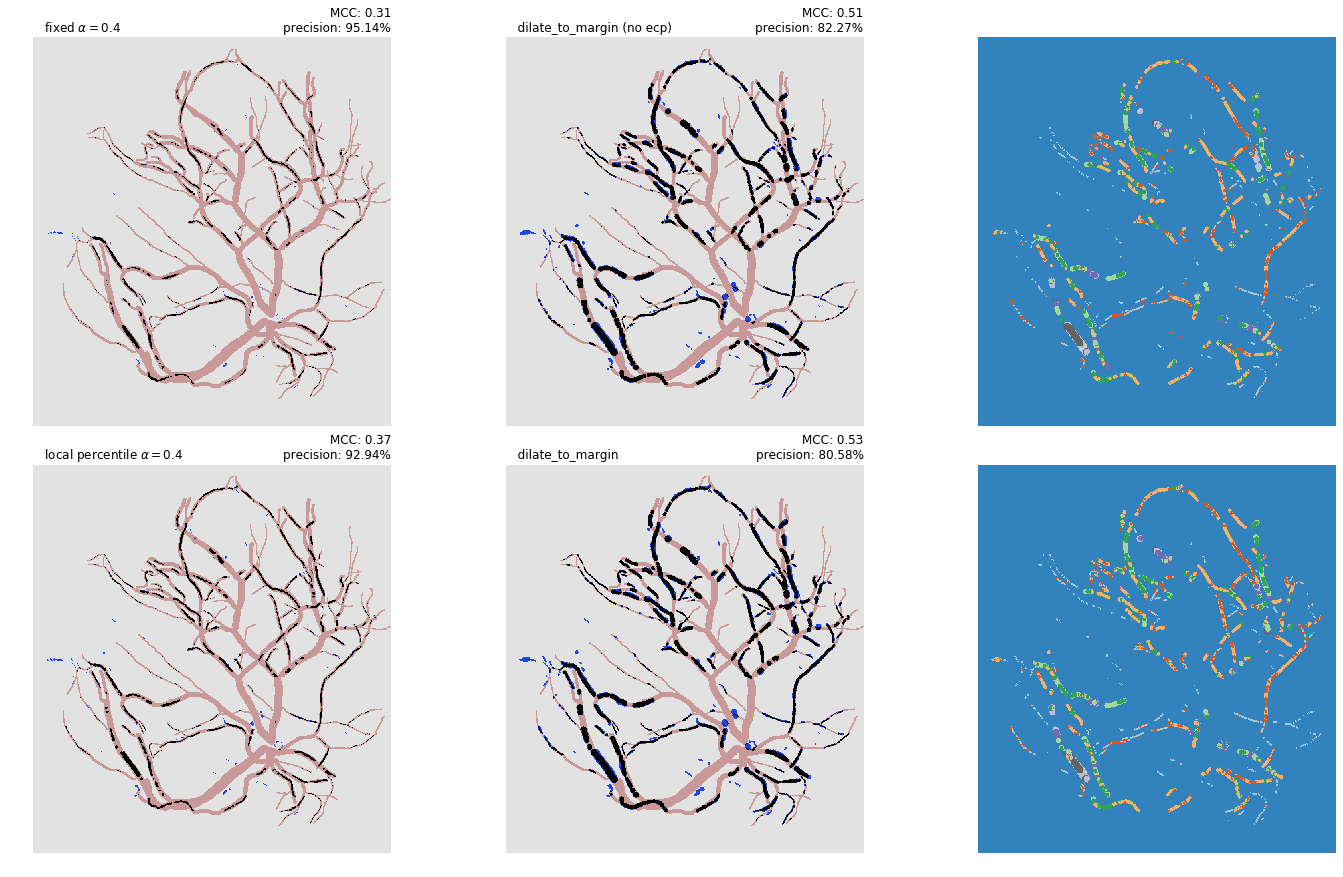 MCC: 0.31
fixed α = 0.4 precision: 95.14%
MCC: 0.51
dilate_to_margin (no ecp) precision: 82.27%
MCC: 0.37
local percentile α = 0.4 precision: 92.94%
MCC: 0.53
dilate_to_margin precision: 80.58%